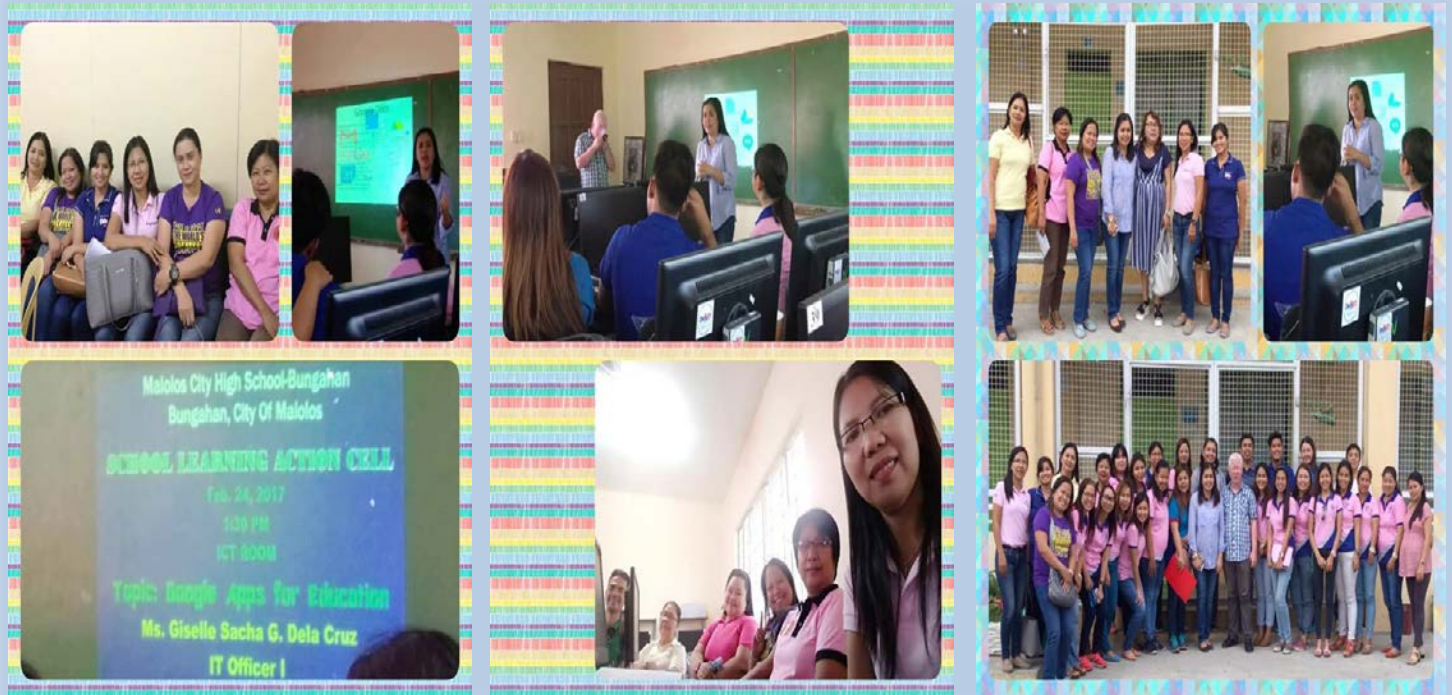 Malolos City High School-Bungahan
Bungahan, City Of Malolos
SCHOOL LEARNING ACTION CELL
Feb. 24, 2017
1:30 PM
ICT ROOM
Topic: Google Apps for Education
Ms. Giselle Sacha G. Dela Cruz
IT Officer I